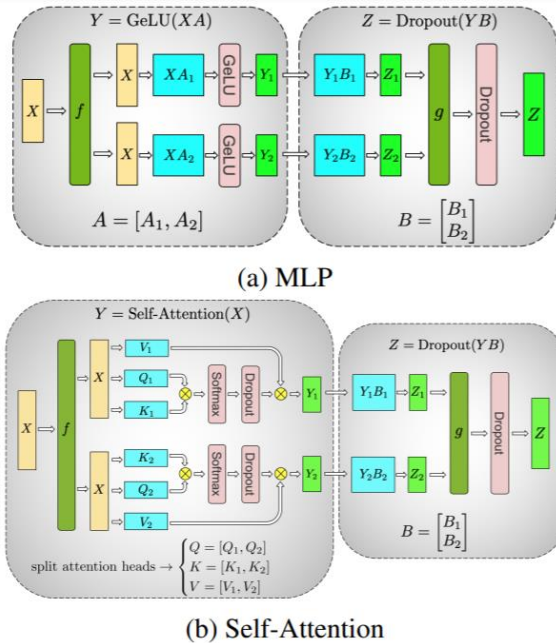 Y = GeLU(XA)
Z = Dropout(YB)
X
f
X
XA₁
GeLU
Y₁
Y₁B₁
Z₁
X
XA₂
GeLU
Y₂
Y₂B₂
Z₂
g
Dropout
Z
A = [A₁, A₂]
B = [B₁
B₂]
(a) MLP
Y = Self-Attention(X)
Z = Dropout(YB)
X
f
X
V₁
Q₁
K₁
Softmax
Dropout
Y₁
Y₁B₁
Z₁
X
K₂
Q₂
V₂
Softmax
Dropout
Y₂
Y₂B₂
Z₂
g
Dropout
Z
split attention heads → { Q = [Q₁, Q₂]
K = [K₁, K₂]
V = [V₁, V₂]
B = [B₁
B₂]
(b) Self-Attention